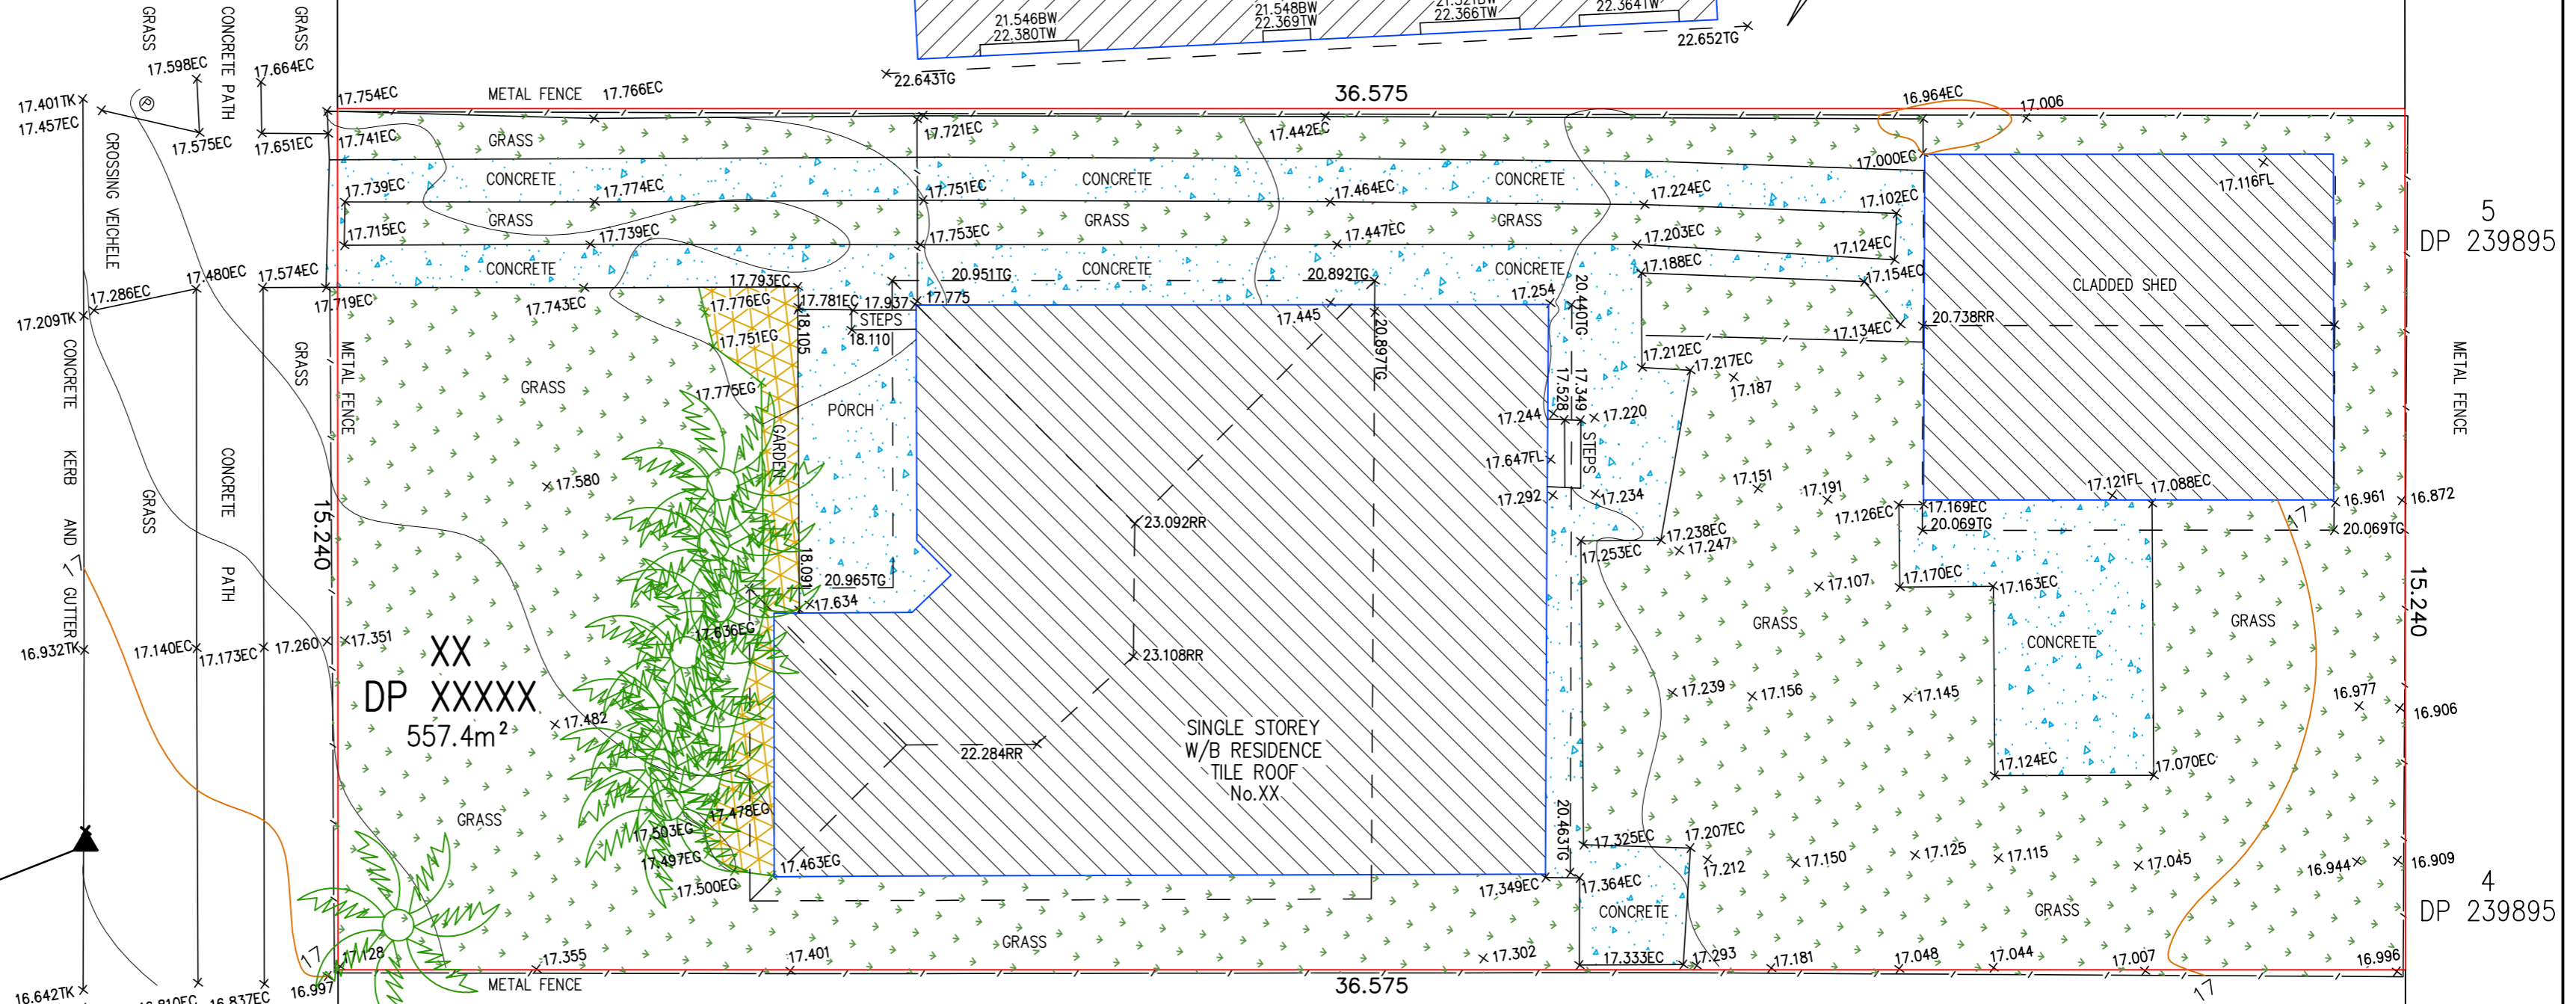 GRASS
CONCRETE PATH
GRASS
17.598EC
17.664EC
17.401TK
17.457EC
17.575EC
17.651EC
CROSSING VEICHELE
21.546BW
22.380TW
21.548BW
22.369TW
22.366TW
22.364TW
22.652TG
22.643TG
17.754EC
METAL FENCE
17.766EC
36.575
16.964EC
17.006
17.741EC
GRASS
17.721EC
17.442EC
17.000EC
17.739EC
CONCRETE
17.774EC
17.751EC
CONCRETE
17.464EC
CONCRETE
17.224EC
17.102EC
17.116FL
17.715EC
GRASS
17.739EC
17.753EC
GRASS
17.447EC
GRASS
17.203EC
17.124EC
5
DP 239895
17.286EC
17.480EC
17.574EC
CONCRETE
17.793EC
20.951TG
CONCRETE
20.892TG
CONCRETE
17.188EC
17.154EC
CLADDED SHED
17.209TK
17.719EC
17.743EC
17.776EG
17.781EC
17.937
17.775
17.445
17.254
20.440TG
STEPS
18.105
18.110
17.751EG
20.897TG
17.134EC
20.738RR
CONCRETE KERB AND GUTTER
GRASS
METAL FENCE
GRASS
17.775EG
PORCH
GARDEN
17.212EC
17.217EC
17.187
17.528
17.349
17.244
17.220
STEPS
METAL FENCE
GRASS
CONCRETE PATH
15.240
17.580
17.647FL
17.292
17.234
17.151
17.191
17.121FL
17.088EC
17.126EC
17.169EC
20.069TG
16.961
16.872
17
20.069TG
23.092RR
17.238EC
17.253EC
17.247
17
18.091
20.965TG
17.634
17.107
17.170EC
17.163EC
15.240
16.932TK
17.140EC
17.173EC
17.260
17.351
XX
DP XXXXX
557.4m²
17.636EG
23.108RR
GRASS
CONCRETE
GRASS
17.482
22.284RR
SINGLE STOREY
W/B RESIDENCE
TILE ROOF
No.XX
17.239
17.156
17.145
16.977
16.906
17.124EC
17.070EC
GRASS
17.478EG
17.503EG
17.497EG
17.463EG
17.500EG
20.463TG
17.325EC
17.207EC
17.212
17.150
17.125
17.115
17.045
16.944
16.909
17.349EC
17.364EC
4
DP 239895
CONCRETE
GRASS
GRASS
17
17.128
17.355
17.401
17.302
17.333EC
17.293
17.181
17.048
17.044
17.007
16.996
16.642TK
16.837EC
16.997
METAL FENCE
36.575
17